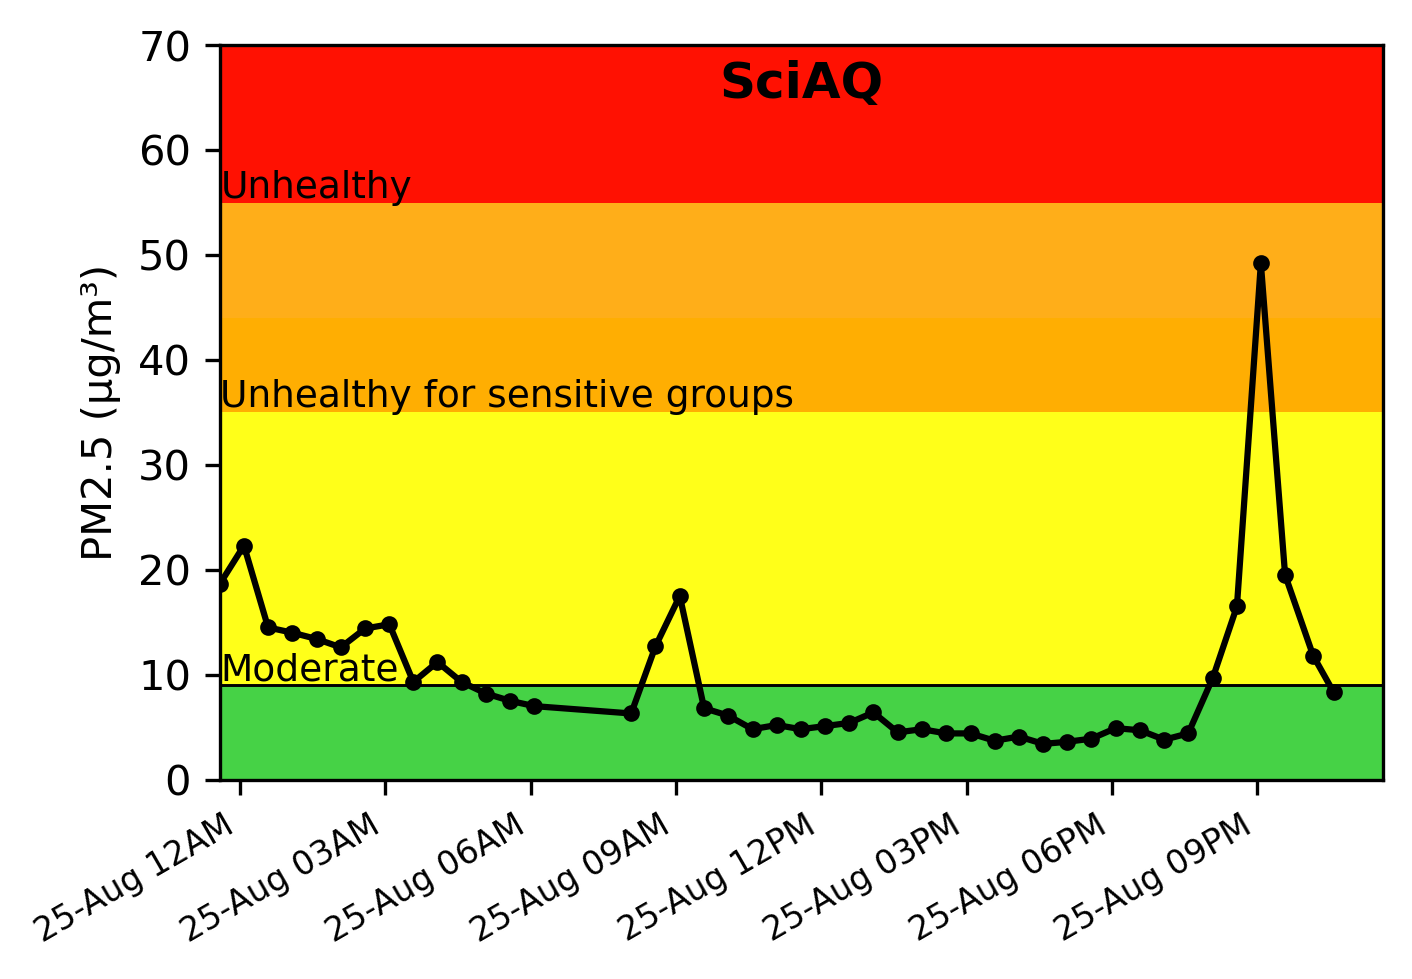 SciAQ
70
60
50
40
30
20
10
0
PM2.5 (µg/m³)
Unhealthy
Unhealthy for sensitive groups
Moderate
25-Aug 12AM
25-Aug 03AM
25-Aug 06AM
25-Aug 09AM
25-Aug 12PM
25-Aug 03PM
25-Aug 06PM
25-Aug 09PM